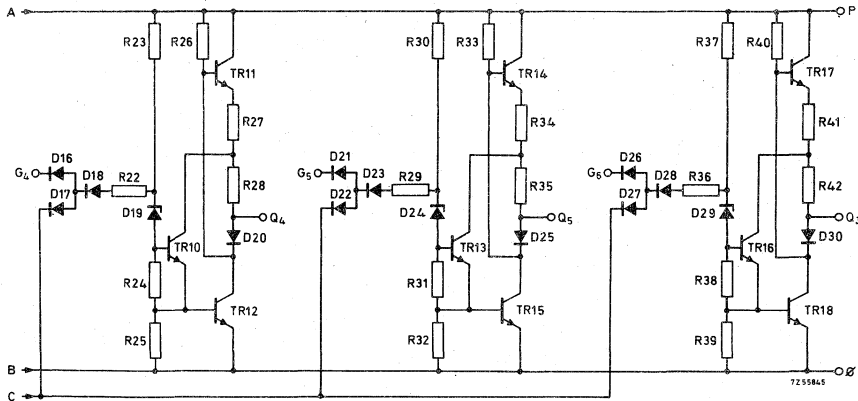 A P
R23 R26 R30 R33 R37 R40
TR11 TR14 TR17
R27 R34 R41
G4 D16 D18 R22 R28 G5 D21 D23 R29 R35 G6 D26 D28 R36 R42
D17 D22 D27
D19 Q4 D24 Q5 D29 Q3
TR10 D20 TR13 D25 TR16 D30
R24 R31 R38
TR12 TR15 TR18
R25 R32 R39
B Ø
7Z55845
C